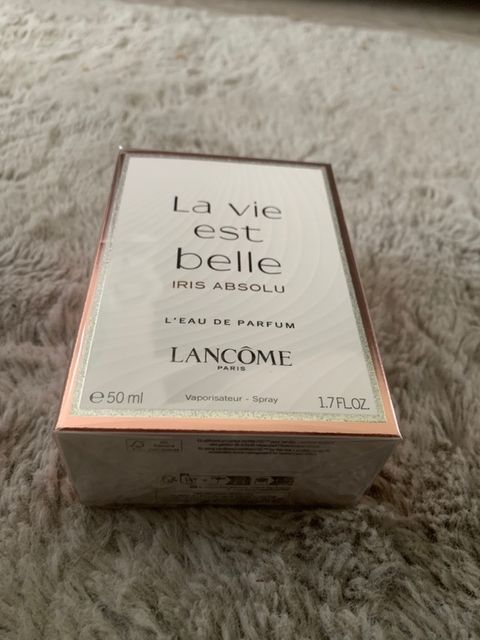 La vie
est
belle
IRIS ABSOLU
L'EAU DE PARFUM
LANCÔME
PARIS
℮ 50 ml
Vaporisateur - Spray
1.7 FL.OZ.